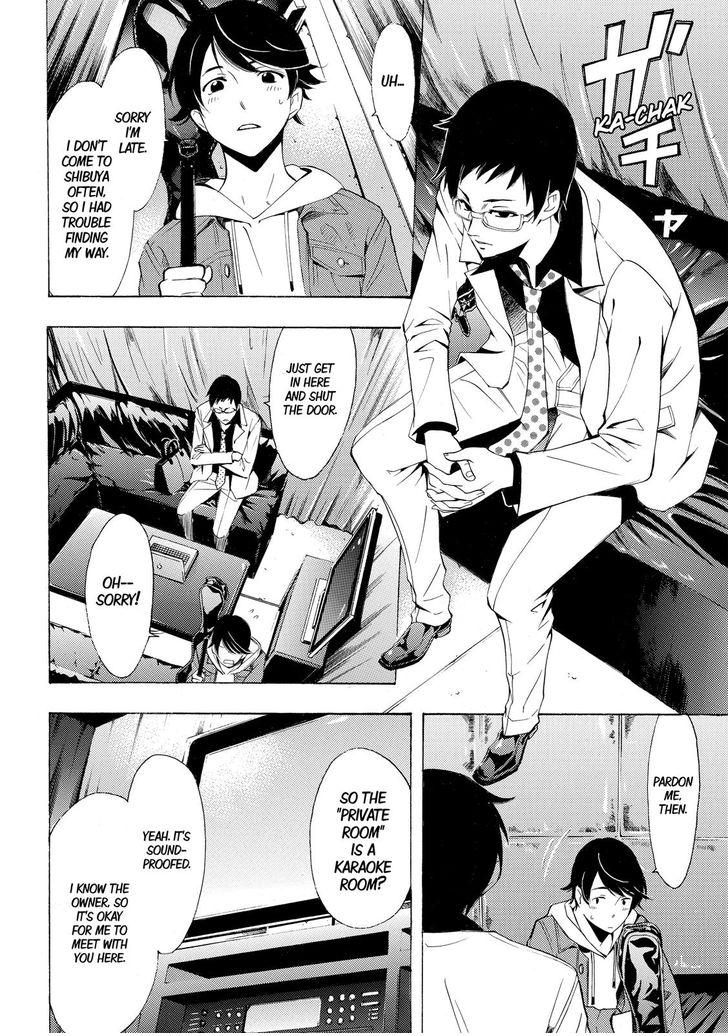 ガチャ
KA-CHAK
UH...
SORRY
I'M
LATE.
I DON'T
COME TO
SHIBUYA
OFTEN,
SO I HAD
TROUBLE
FINDING
MY WAY.
JUST GET
IN HERE
AND SHUT
THE DOOR.
OH--
SORRY!
PARDON
ME,
THEN.
SO THE
"PRIVATE
ROOM"
IS A
KARAOKE
ROOM?
YEAH. IT'S
SOUND-
PROOFED.
I KNOW THE
OWNER, SO
IT'S OKAY
FOR ME TO
MEET WITH
YOU HERE.